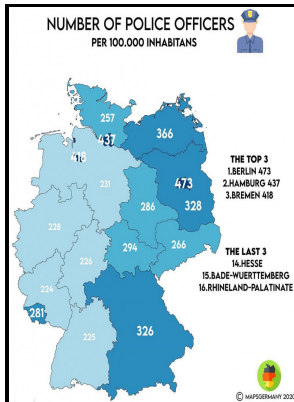 NUMBER OF POLICE OFFICERS
PER 100.000 INHABITANS
257
437
366
418
231
473
286
328
228
294
266
226
224
281
225
326
THE TOP 3
1.BERLIN 473
2.HAMBURG 437
3.BREMEN 418
THE LAST 3
14.HESSE
15.BADE-WUERTTEMBERG
16.RHINELAND-PALATINATE
© MAPSGERMANY 2020